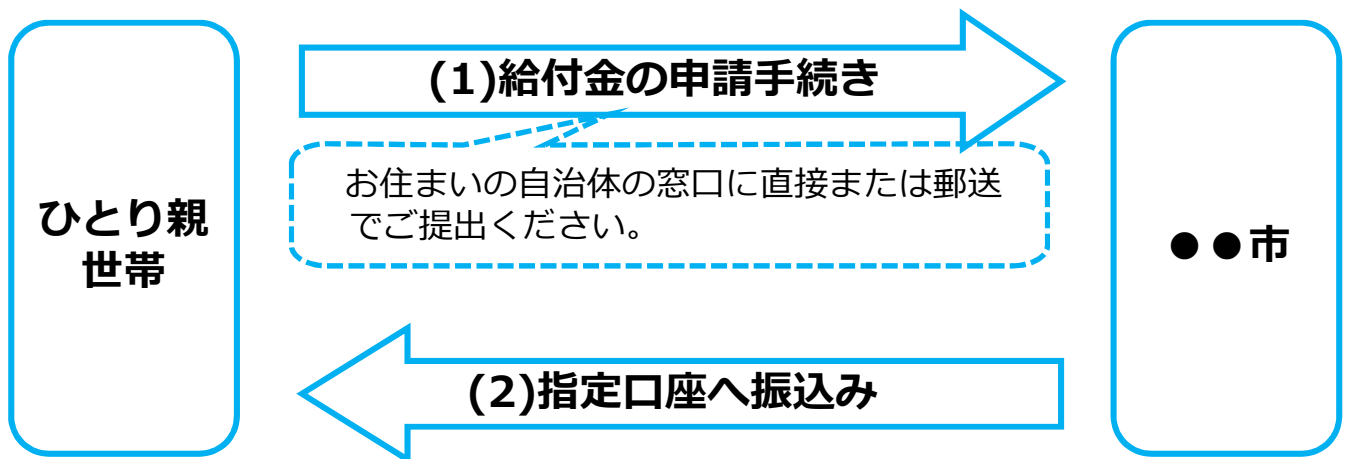 (1)給付金の申請手続き
お住まいの自治体の窓口に直接または郵送
でご提出ください。
ひとり親
世帯
●●市
(2)指定口座へ振込み